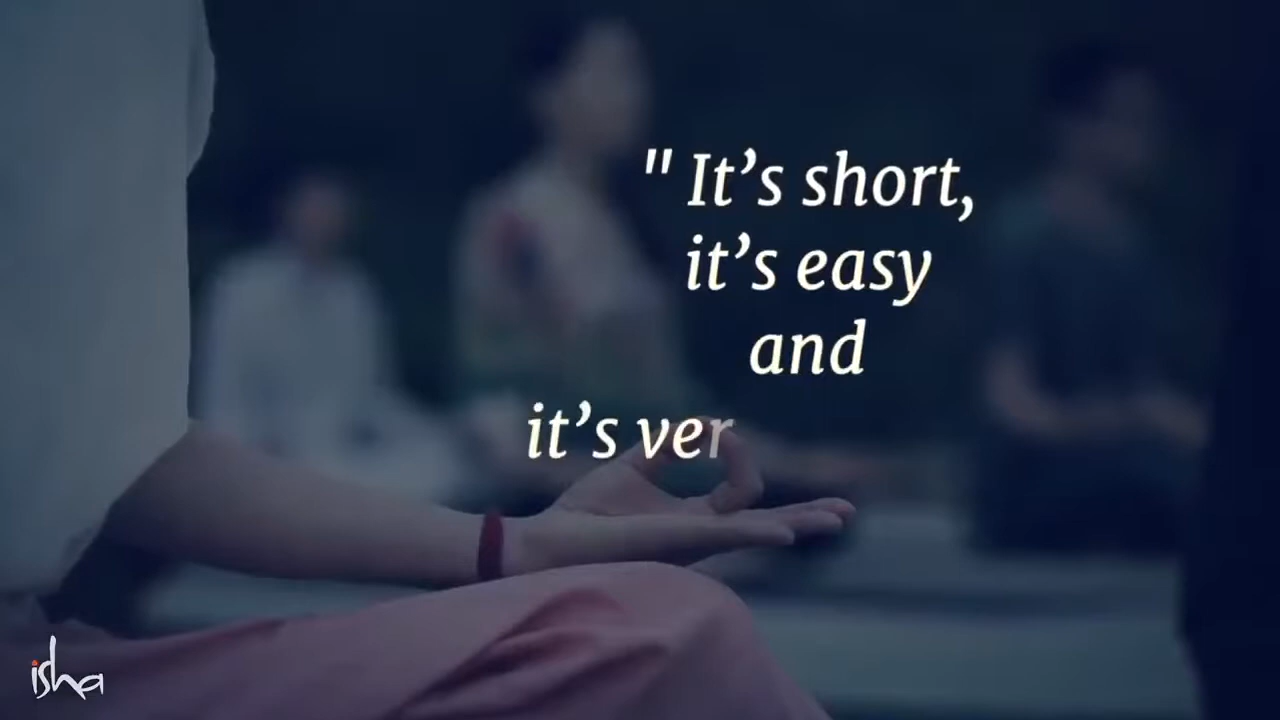 " It’s short,
it’s easy
and
it’s ver
isha